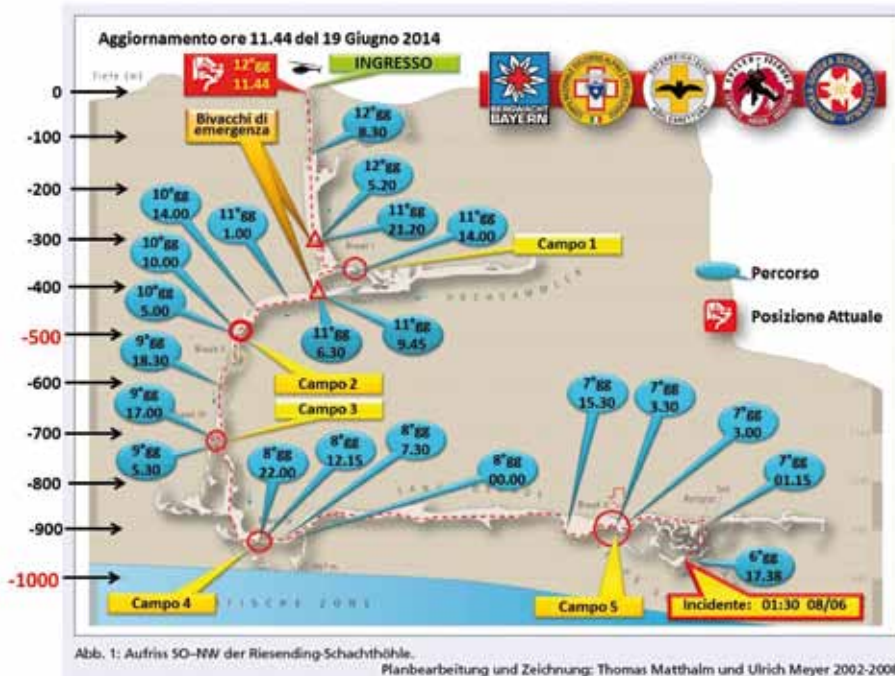 Aggiornamento ore 11.44 del 19 Giugno 2014
Tiefe (m)
12°gg
11.44
INGRESSO
BERGWACHT
BAYERN
0
-100
-200
-300
-400
-500
-600
-700
-800
-900
-1000
Bivacchi di
emergenza
12°gg
8.30
12°gg
5.20
11°gg
21.20
11°gg
14.00
Campo 1
10°gg
14.00
11°gg
1.00
10°gg
10.00
10°gg
5.00
Percorso
Posizione Attuale
11°gg
6.30
11°gg
9.45
9°gg
18.30
Campo 2
9°gg
17.00
Campo 3
9°gg
5.30
8°gg
22.00
8°gg
12.15
8°gg
7.30
8°gg
00.00
7°gg
15.30
7°gg
3.30
7°gg
3.00
7°gg
01.15
6°gg
17.38
Campo 4
TISCHE ZONE
Campo 5
Incidente: 01:30 08/06
Abb. 1: Aufriss SO–NW der Riesending-Schachthöhle.
Planbearbeitung und Zeichnung: Thomas Matthalm und Ulrich Meyer 2002-2008